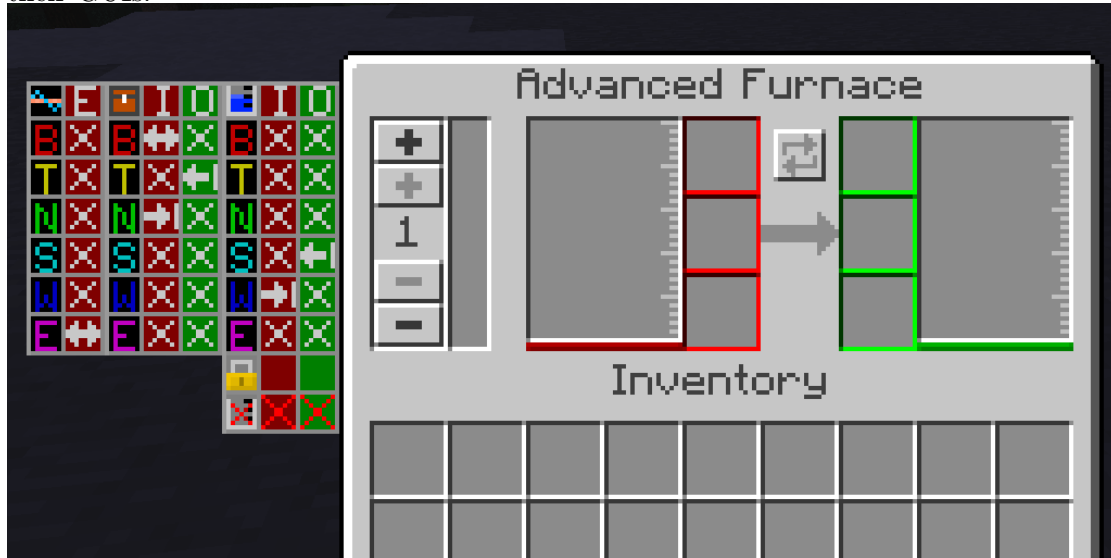 Advanced Furnace
E I O I O
B B B
T T T
N N N
S S S
W W W
E E E
+
+
1
-
-
Inventory